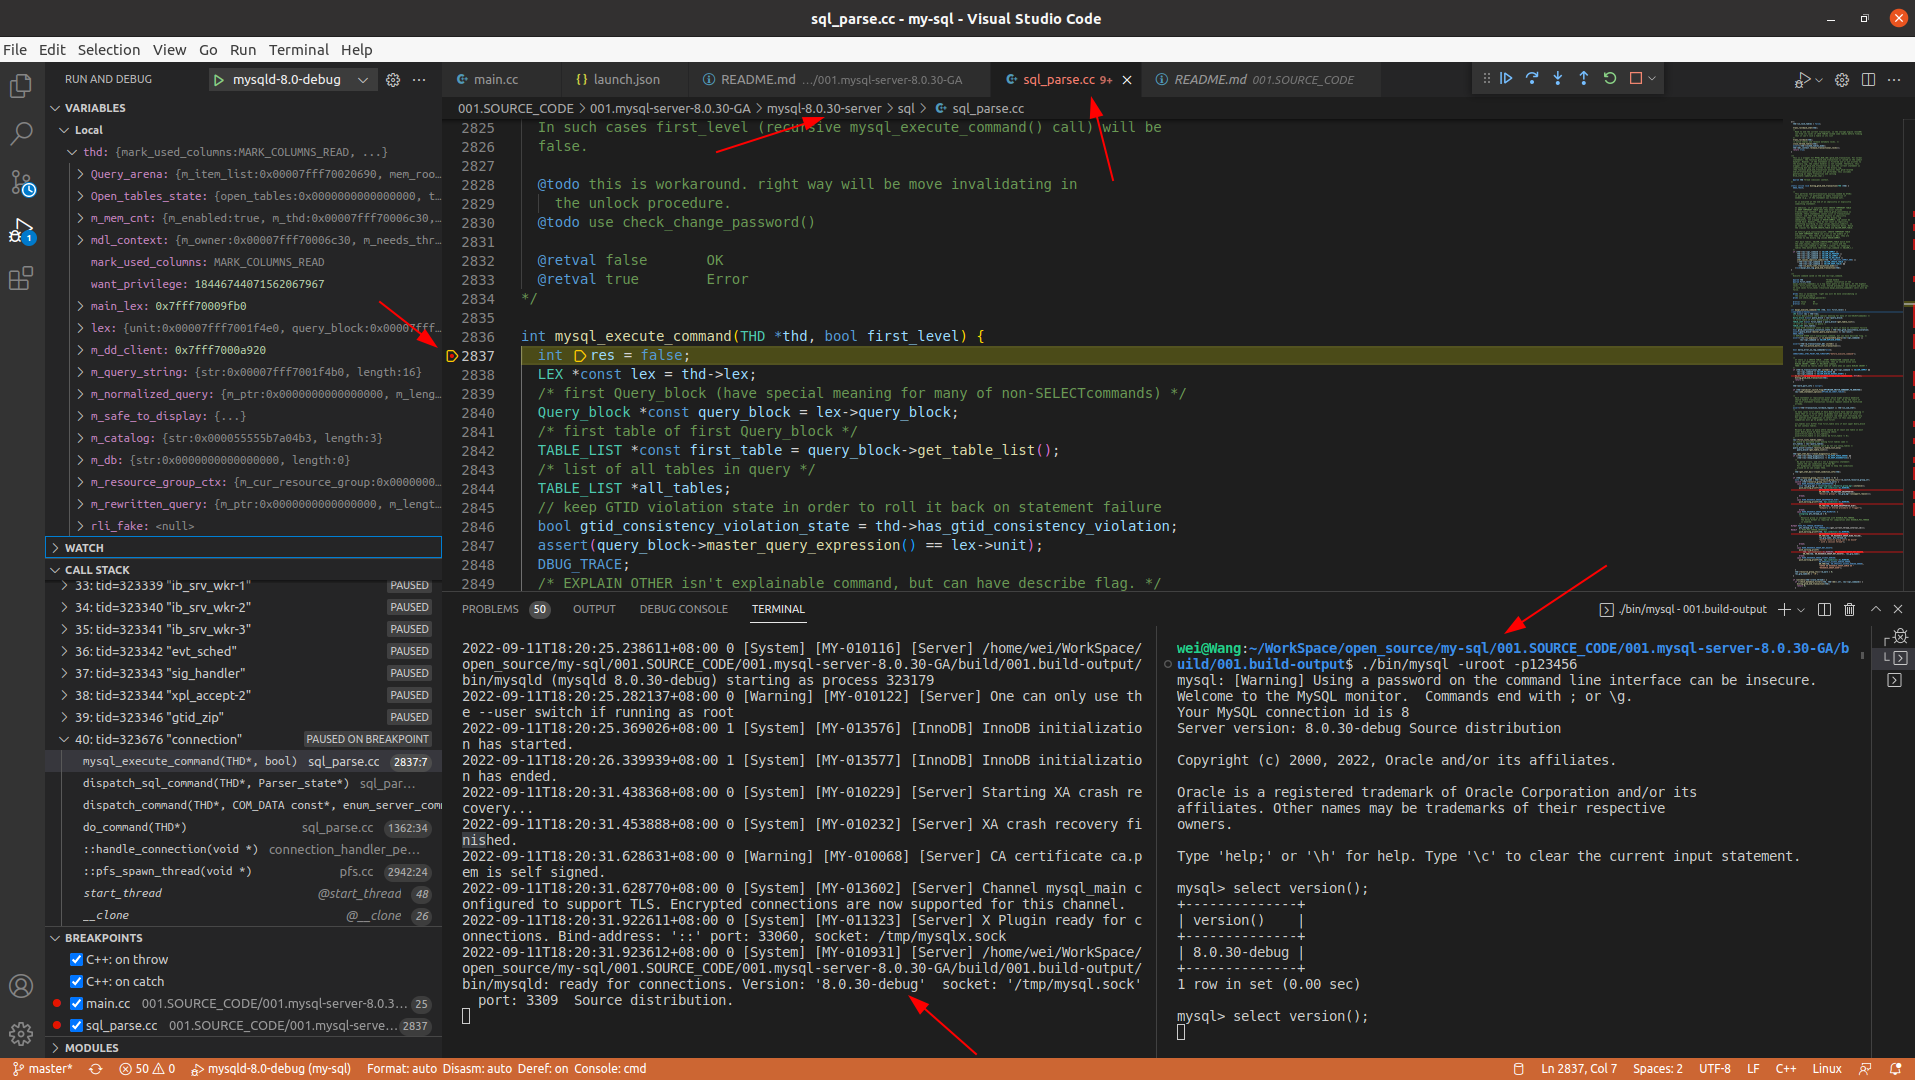 sql_parse.cc - my-sql - Visual Studio Code
File Edit Selection View Go Run Terminal Help
RUN AND DEBUG mysqld-8.0-debug
main.cc launch.json README.md .../001.mysql-server-8.0.30-GA sql_parse.cc 9+ README.md 001.SOURCE_CODE
001.SOURCE_CODE > 001.mysql-server-8.0.30-GA > mysql-8.0.30-server > sql > sql_parse.cc
VARIABLES
Local
thd: {mark_used_columns:MARK_COLUMNS_READ, ...}
Query_arena: {m_item_list:0x00007fff70020690, mem_roo...
Open_tables_state: {open_tables:0x0000000000000000, t...
m_mem_cnt: {m_enabled:true, m_thd:0x00007fff70006c30,...
mdl_context: {m_owner:0x00007fff70006c30, m_needs_thr...
mark_used_columns: MARK_COLUMNS_READ
want_privilege: 18446744071562067967
main_lex: 0x7fff70009fb0
lex: {unit:0x00007fff7001f4e0, query_block:0x00007fff...
m_dd_client: 0x7fff7000a920
m_query_string: {str:0x00007fff7001f4b0, length:16}
m_normalized_query: {m_ptr:0x0000000000000000, m_leng...
m_safe_to_display: {...}
m_catalog: {str:0x000055555b7a04b3, length:3}
m_db: {str:0x0000000000000000, length:0}
m_resource_group_ctx: {m_cur_resource_group:0x0000000...
m_rewritten_query: {m_ptr:0x0000000000000000, m_lengt...
rli_fake: <null>
WATCH
CALL STACK
33: tid=323339 "ib_srv_wkr-1" PAUSED
34: tid=323340 "ib_srv_wkr-2" PAUSED
35: tid=323341 "ib_srv_wkr-3" PAUSED
36: tid=323342 "evt_sched" PAUSED
37: tid=323343 "sig_handler" PAUSED
38: tid=323344 "xpl_accept-2" PAUSED
39: tid=323346 "gtid_zip" PAUSED
40: tid=323676 "connection" PAUSED ON BREAKPOINT
mysql_execute_command(THD*, bool) sql_parse.cc 2837:7
dispatch_sql_command(THD*, Parser_state*) sql_par...
dispatch_command(THD*, COM_DATA const*, enum_server_com
do_command(THD*) sql_parse.cc 1362:34
::handle_connection(void *) connection_handler_pe...
::pfs_spawn_thread(void *) pfs.cc 2942:24
start_thread @start_thread 48
__clone @__clone 26
BREAKPOINTS
C++: on throw
C++: on catch
main.cc 001.SOURCE_CODE/001.mysql-server-8.0.3... 25
sql_parse.cc 001.SOURCE_CODE/001.mysql-serve... 2837
MODULES
2825 In such cases first_level (recursive mysql_execute_command() call) will be
2826 false.
2827
2828 @todo this is workaround. right way will be move invalidating in
2829 the unlock procedure.
2830 @todo use check_change_password()
2831
2832 @retval false OK
2833 @retval true Error
2834 */
2835
2836 int mysql_execute_command(THD *thd, bool first_level) {
2837 int res = false;
2838 LEX *const lex = thd->lex;
2839 /* first Query_block (have special meaning for many of non-SELECTcommands) */
2840 Query_block *const query_block = lex->query_block;
2841 /* first table of first Query_block */
2842 TABLE_LIST *const first_table = query_block->get_table_list();
2843 /* list of all tables in query */
2844 TABLE_LIST *all_tables;
2845 // keep GTID violation state in order to roll it back on statement failure
2846 bool gtid_consistency_violation_state = thd->has_gtid_consistency_violation;
2847 assert(query_block->master_query_expression() == lex->unit);
2848 DBUG_TRACE;
2849 /* EXPLAIN OTHER isn't explainable command, but can have describe flag. */
PROBLEMS 50 OUTPUT DEBUG CONSOLE TERMINAL ./bin/mysql - 001.build-output
2022-09-11T18:20:25.238611+08:00 0 [System] [MY-010116] [Server] /home/wei/WorkSpace/
open_source/my-sql/001.SOURCE_CODE/001.mysql-server-8.0.30-GA/build/001.build-output/
bin/mysqld (mysqld 8.0.30-debug) starting as process 323179
2022-09-11T18:20:25.282137+08:00 0 [Warning] [MY-010122] [Server] One can only use th
e --user switch if running as root
2022-09-11T18:20:25.369026+08:00 1 [System] [MY-013576] [InnoDB] InnoDB initializatio
n has started.
2022-09-11T18:20:26.339939+08:00 1 [System] [MY-013577] [InnoDB] InnoDB initializatio
n has ended.
2022-09-11T18:20:31.438368+08:00 0 [System] [MY-010229] [Server] Starting XA crash re
covery...
2022-09-11T18:20:31.453888+08:00 0 [System] [MY-010232] [Server] XA crash recovery fi
nished.
2022-09-11T18:20:31.628631+08:00 0 [Warning] [MY-010068] [Server] CA certificate ca.p
em is self signed.
2022-09-11T18:20:31.628770+08:00 0 [System] [MY-013602] [Server] Channel mysql_main c
onfigured to support TLS. Encrypted connections are now supported for this channel.
2022-09-11T18:20:31.922611+08:00 0 [System] [MY-011323] [Server] X Plugin ready for c
onnections. Bind-address: '::' port: 33060, socket: /tmp/mysqlx.sock
2022-09-11T18:20:31.923612+08:00 0 [System] [MY-010931] [Server] /home/wei/WorkSpace/
open_source/my-sql/001.SOURCE_CODE/001.mysql-server-8.0.30-GA/build/001.build-output/
bin/mysqld: ready for connections. Version: '8.0.30-debug' socket: '/tmp/mysql.sock'
port: 3309 Source distribution.
wei@Wang:~/WorkSpace/open_source/my-sql/001.SOURCE_CODE/001.mysql-server-8.0.30-GA/b
uild/001.build-output$ ./bin/mysql -uroot -p123456
mysql: [Warning] Using a password on the command line interface can be insecure.
Welcome to the MySQL monitor. Commands end with ; or \g.
Your MySQL connection id is 8
Server version: 8.0.30-debug Source distribution
Copyright (c) 2000, 2022, Oracle and/or its affiliates.
Oracle is a registered trademark of Oracle Corporation and/or its
affiliates. Other names may be trademarks of their respective
owners.
Type 'help;' or '\h' for help. Type '\c' to clear the current input statement.
mysql> select version();
+--------------+
| version() |
+--------------+
| 8.0.30-debug |
+--------------+
1 row in set (0.00 sec)
mysql> select version();
master* 50 0 mysqld-8.0-debug (my-sql) Format: auto Disasm: auto Deref: on Console: cmd Ln 2837, Col 7 Spaces: 2 UTF-8 LF C++ Linux